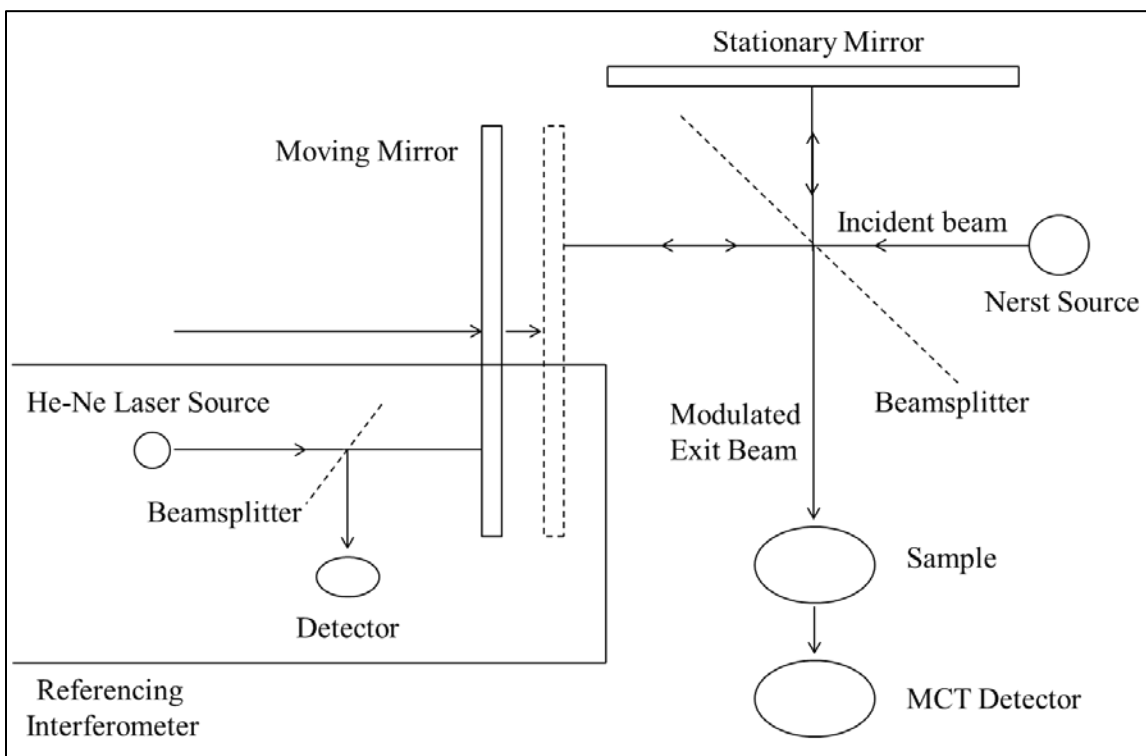 Stationary Mirror
Moving Mirror
Incident beam
Nerst Source
He-Ne Laser Source
Beamsplitter
Modulated
Exit Beam
Beamsplitter
Sample
Detector
Referencing
Interferometer
MCT Detector